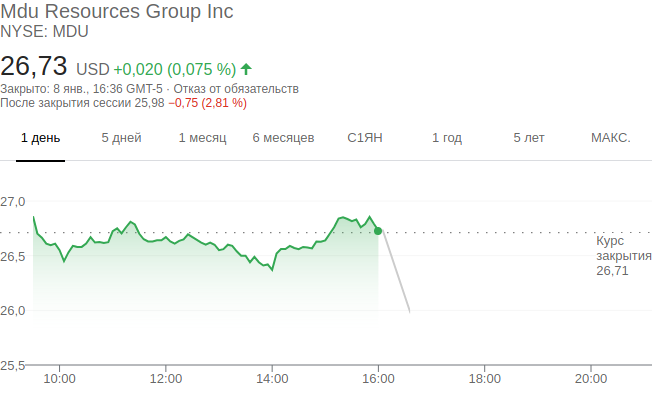 Mdu Resources Group Inc
NYSE: MDU
26,73 USD +0,020 (0,075 %)
Закрыто: 8 янв., 16:36 GMT-5 · Отказ от обязательств
После закрытия сессии 25,98 −0,75 (2,81 %)
1 день 5 дней 1 месяц 6 месяцев С1ЯН 1 год 5 лет МАКС.
27,0
26,5
26,0
25,5
Курс
закрытия
26,71
10:00 12:00 14:00 16:00 18:00 20:00